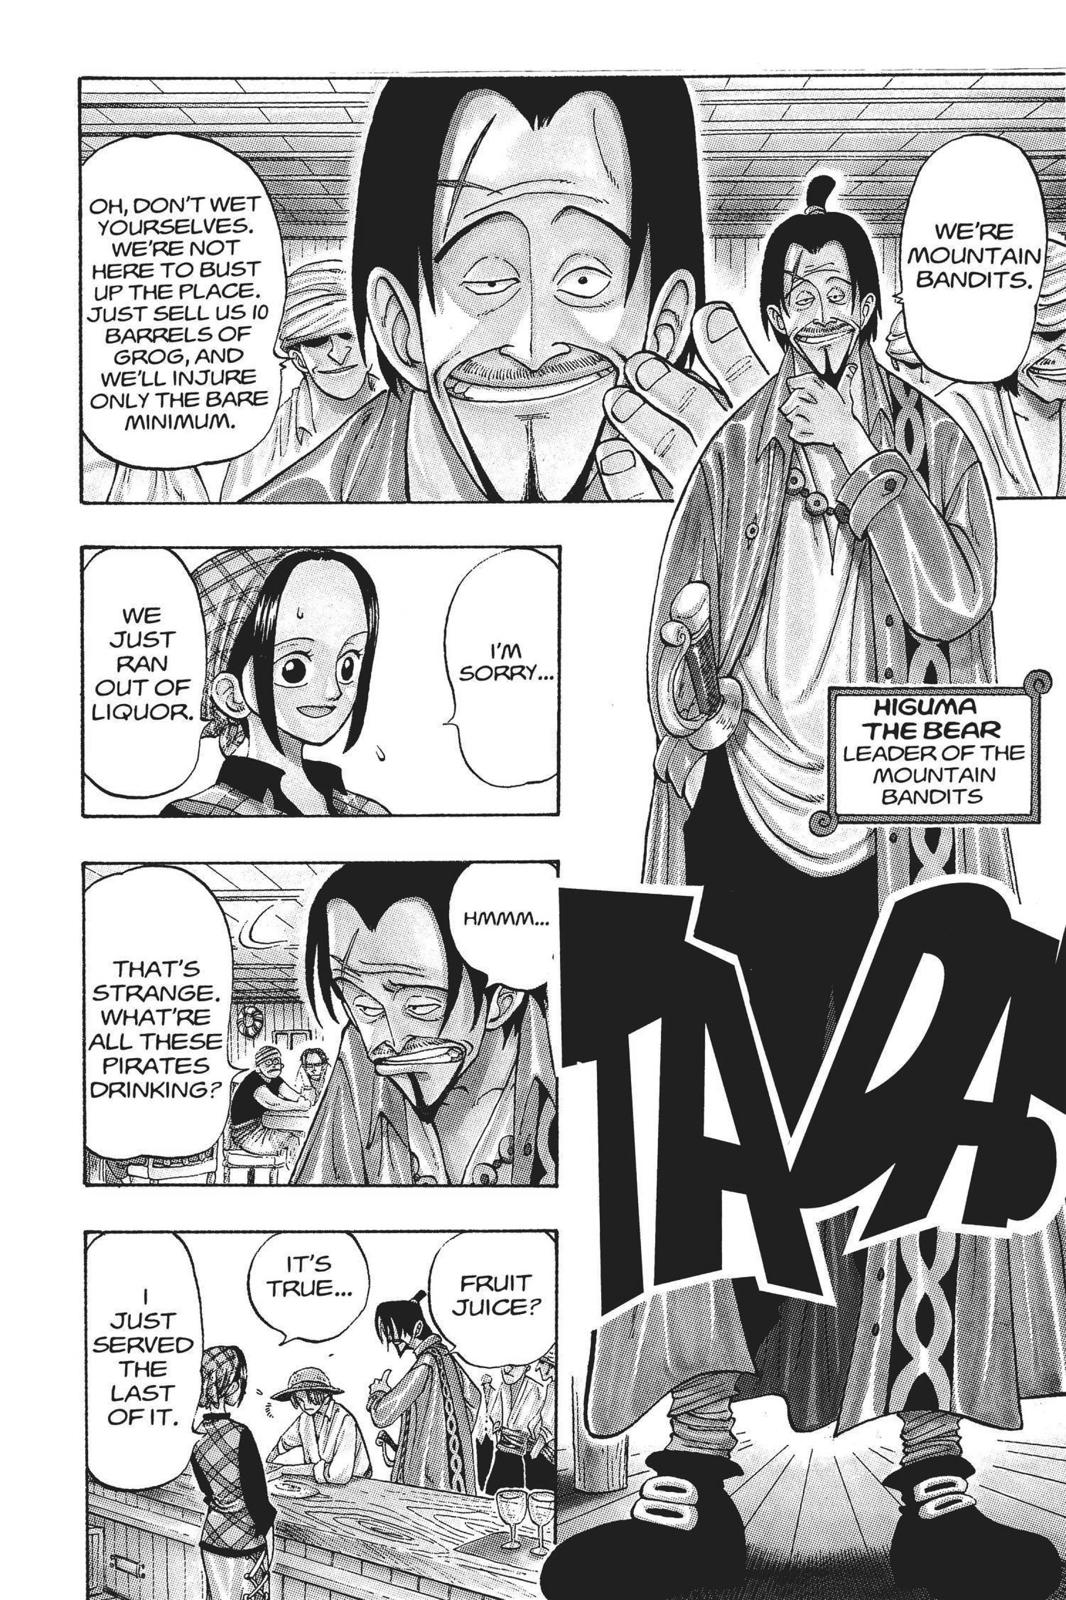 WE'RE
MOUNTAIN
BANDITS.
OH, DON'T WET
YOURSELVES.
WE'RE NOT
HERE TO BUST
UP THE PLACE.
JUST SELL US 10
BARRELS OF
GROG, AND
WE'LL INJURE
ONLY THE BARE
MINIMUM.
HIGUMA
THE BEAR
LEADER OF THE
MOUNTAIN
BANDITS
TADA
I'M
SORRY...
WE
JUST
RAN
OUT OF
LIQUOR.
HMMM...
THAT'S
STRANGE.
WHAT'RE
ALL THESE
PIRATES
DRINKING?
FRUIT
JUICE?
IT'S
TRUE...
I
JUST
SERVED
THE
LAST
OF IT.